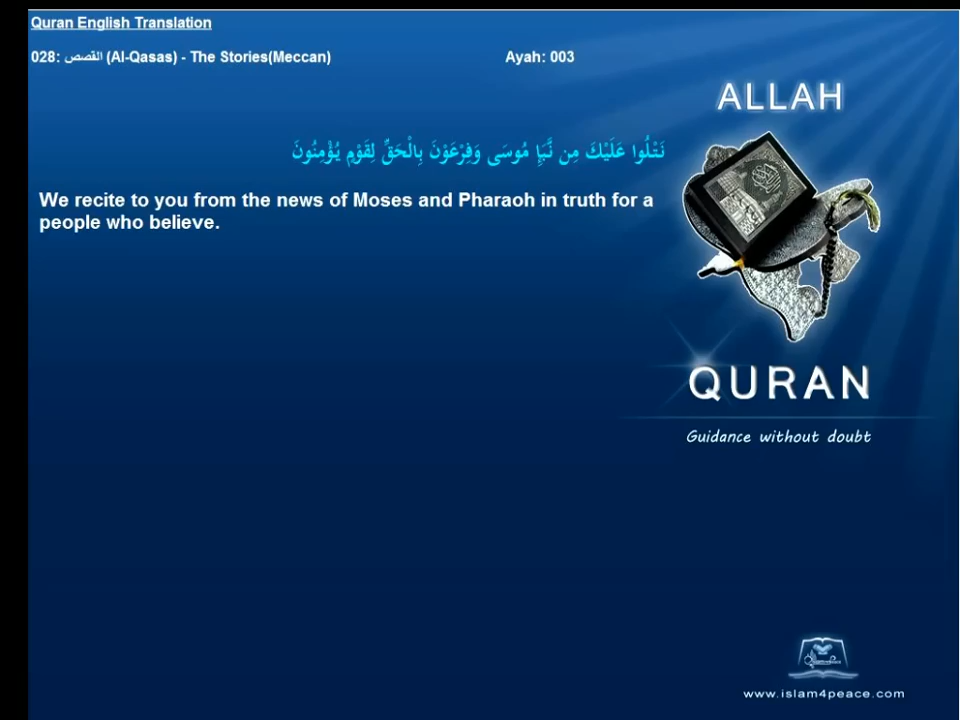 Quran English Translation
028: القصص (Al-Qasas) - The Stories(Meccan) Ayah: 003
ALLAH
نَتْلُوا عَلَيْكَ مِن نَّبَإِ مُوسَى وَفِرْعَوْنَ بِالْحَقِّ لِقَوْمٍ يُؤْمِنُونَ
We recite to you from the news of Moses and Pharaoh in truth for a
people who believe.
QURAN
Guidance without doubt
www.islam4peace.com